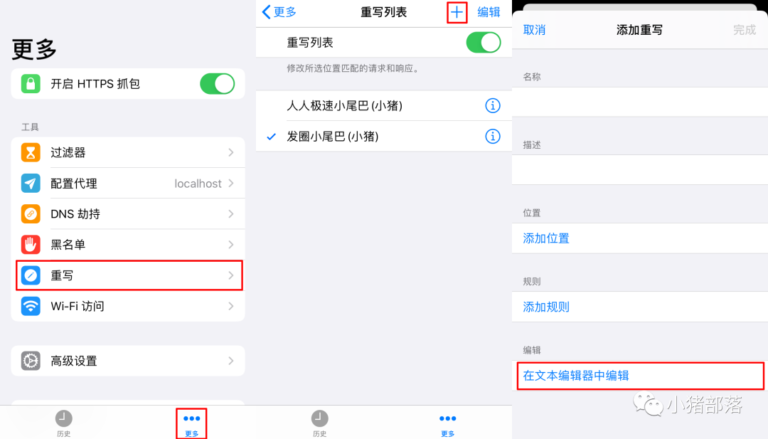 更多
开启 HTTPS 抓包
工具
过滤器
配置代理 localhost
DNS 劫持
黑名单
重写
Wi-Fi 访问
高级设置
历史
更多
更多 重写列表 编辑
重写列表
修改所选位置匹配的请求和响应。
人人极速小尾巴(小猪)
发圈小尾巴(小猪)
历史
更多
取消 添加重写 完成
名称
描述
位置
添加位置
规则
添加规则
编辑
在文本编辑器中编辑
小猪部落